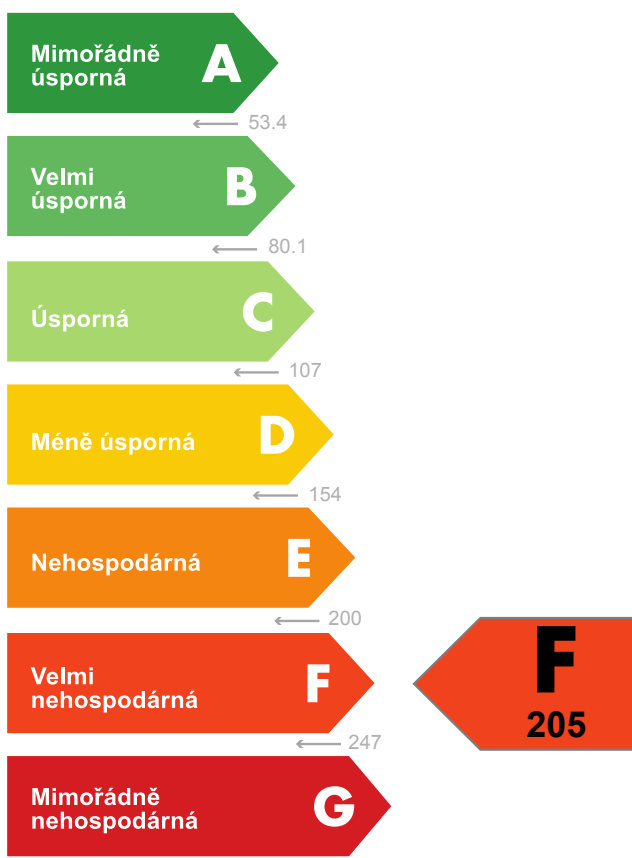 Mimořádně
úsporná
A
← 53.4
Velmi
úsporná
B
← 80.1
Úsporná
C
← 107
Méně úsporná
D
← 154
Nehospodárná
E
← 200
Velmi
nehospodárná
F
F
205
← 247
Mimořádně
nehospodárná
G